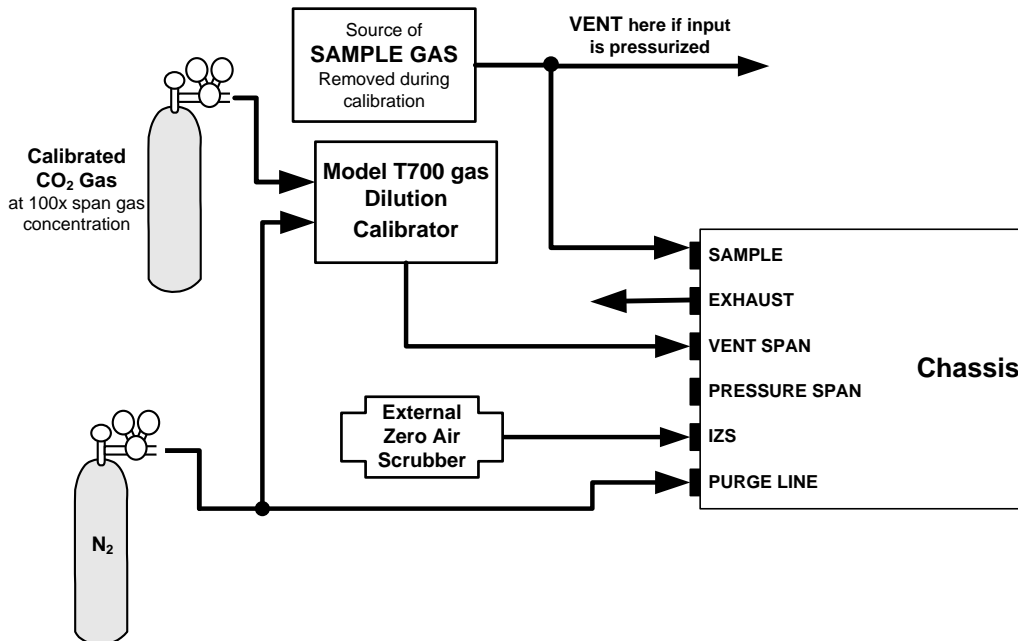 Source of
SAMPLE GAS
Removed during
calibration
VENT here if input
is pressurized
Calibrated
CO₂ Gas
at 100x span gas
concentration
Model T700 gas
Dilution
Calibrator
SAMPLE
EXHAUST
VENT SPAN
PRESSURE SPAN
IZS
PURGE LINE
Chassis
External
Zero Air
Scrubber
N₂